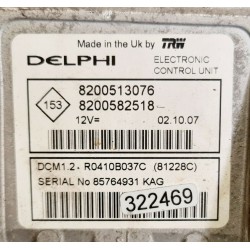 Made in the Uk by TRW
DELPHI
ELECTRONIC
CONTROL UNIT
153
8200513076
8200582518
12V=
02.10.07
DCM1.2 - R0410B037C (81228C)
SERIAL No 85764931 KAG
322469